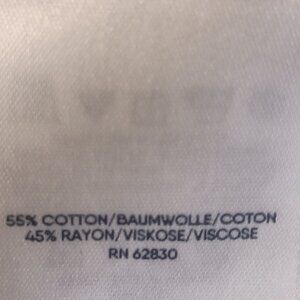 55% COTTON/BAUMWOLLE/COTON
45% RAYON/VISKOSE/VISCOSE
RN 62830